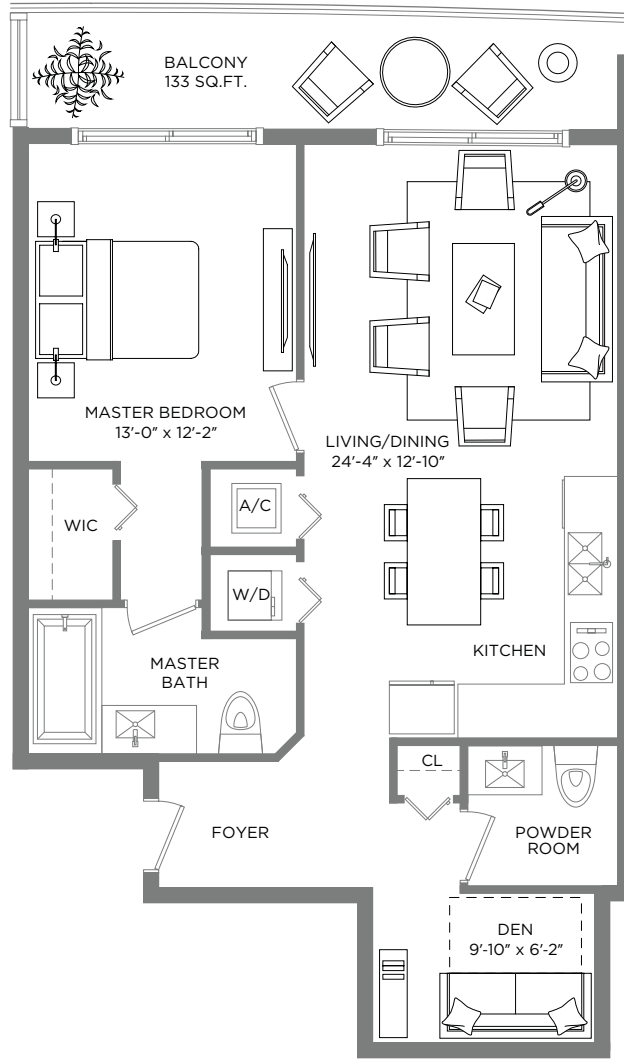 BALCONY
133 SQ.FT.
MASTER BEDROOM
13'-0" x 12'-2"
LIVING/DINING
24'-4" x 12'-10"
WIC
A/C
W/D
KITCHEN
MASTER
BATH
CL
FOYER
POWDER
ROOM
DEN
9'-10" x 6'-2"